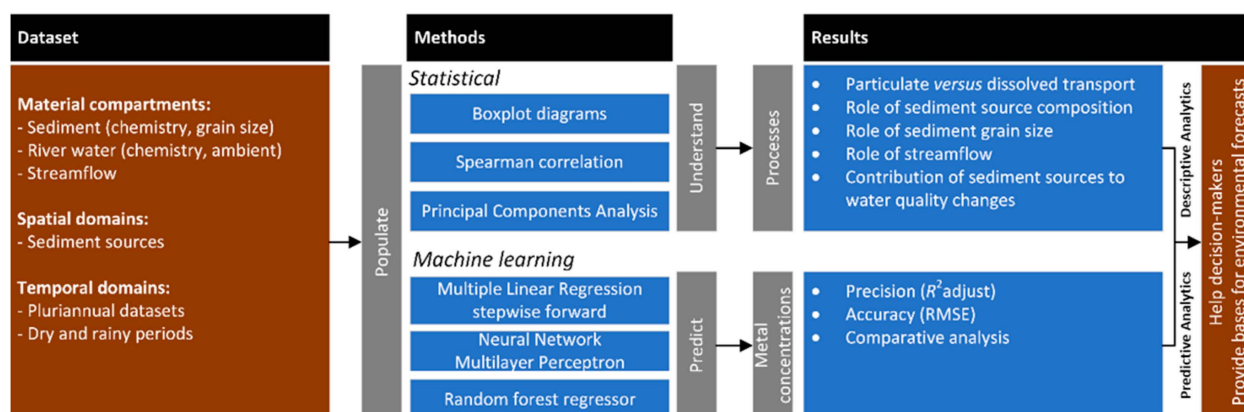 Dataset
Material compartments:
- Sediment (chemistry, grain size)
- River water (chemistry, ambient)
- Streamflow
Spatial domains:
- Sediment sources
Temporal domains:
- Pluriannual datasets
- Dry and rainy periods
Populate
Methods
Statistical
Boxplot diagrams
Spearman correlation
Principal Components Analysis
Machine learning
Multiple Linear Regression
stepwise forward
Neural Network
Multilayer Perceptron
Random forest regressor
Understand
Predict
Processes
Metal
concentrations
Results
• Particulate versus dissolved transport
• Role of sediment source composition
• Role of sediment grain size
• Role of streamflow
• Contribution of sediment sources to
water quality changes
• Precision (R²adjust)
• Accuracy (RMSE)
• Comparative analysis
Descriptive Analytics
Predictive Analytics
Help decision-makers
Provide bases for environmental forecasts